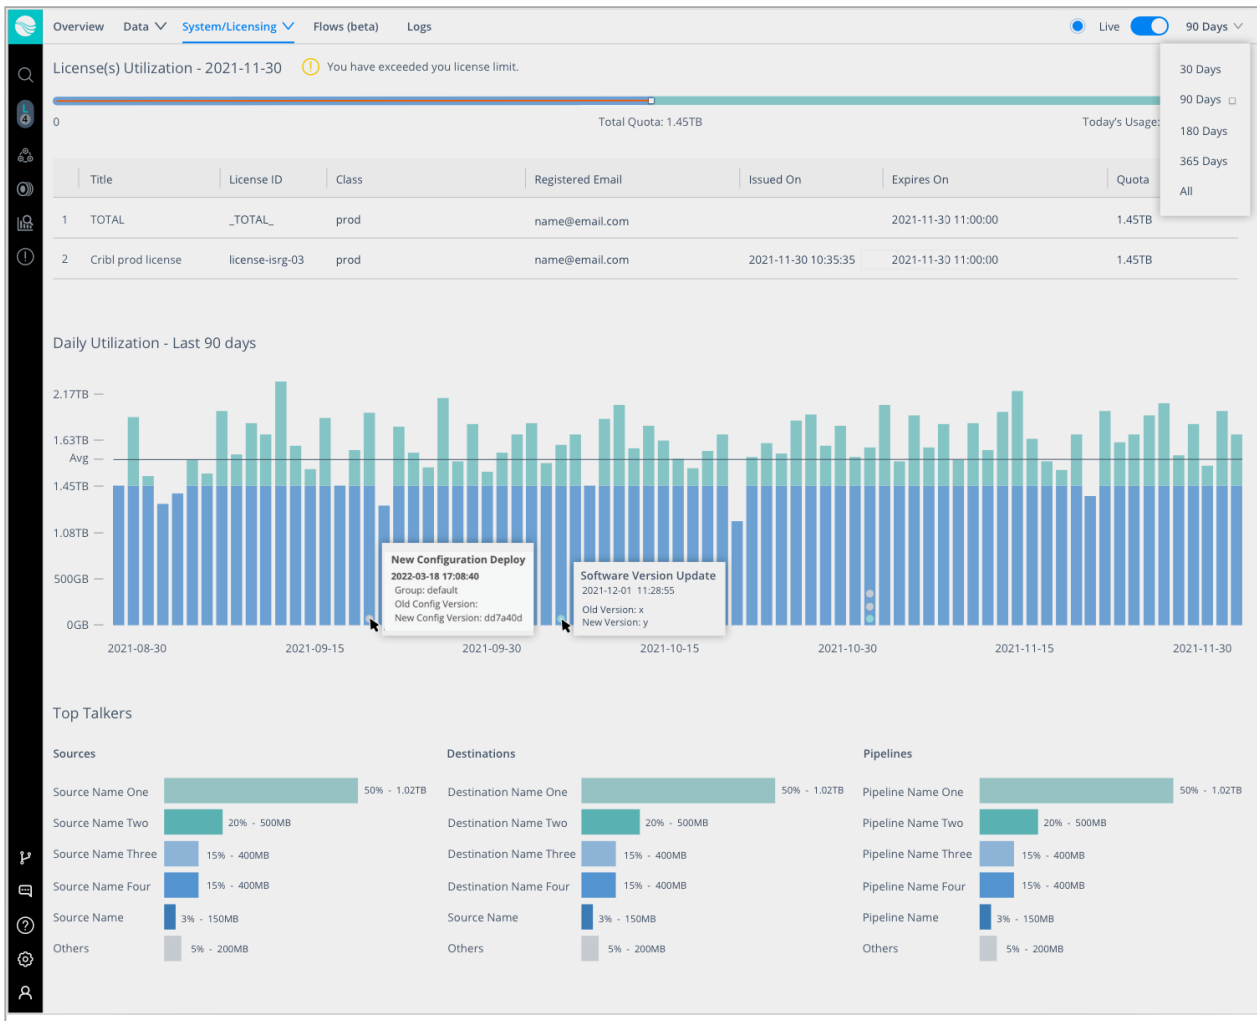 Overview Data System/Licensing Flows (beta) Logs Live 90 Days
License(s) Utilization - 2021-11-30 You have exceeded you license limit.
30 Days
90 Days
180 Days
365 Days
All
L
4
0 Total Quota: 1.45TB Today's Usage:
Title License ID Class Registered Email Issued On Expires On Quota
1 TOTAL _TOTAL_ prod name@email.com 2021-11-30 11:00:00 1.45TB
2 Cribl prod license license-isrg-03 prod name@email.com 2021-11-30 10:35:35 2021-11-30 11:00:00 1.45TB
Daily Utilization - Last 90 days
2.17TB
1.63TB
Avg
1.45TB
1.08TB
500GB
0GB
New Configuration Deploy
2022-03-18 17:08:40
Group: default
Old Config Version:
New Config Version: dd7a40d
Software Version Update
2021-12-01 11:28:55
Old Version: x
New Version: y
2021-08-30 2021-09-15 2021-09-30 2021-10-15 2021-10-30 2021-11-15 2021-11-30
Top Talkers
Sources
Source Name One 50% - 1.02TB
Source Name Two 20% - 500MB
Source Name Three 15% - 400MB
Source Name Four 15% - 400MB
Source Name 3% - 150MB
Others 5% - 200MB
Destinations
Destination Name One 50% - 1.02TB
Destination Name Two 20% - 500MB
Destination Name Three 15% - 400MB
Destination Name Four 15% - 400MB
Source Name 3% - 150MB
Others 5% - 200MB
Pipelines
Pipeline Name One 50% - 1.02TB
Pipeline Name Two 20% - 500MB
Pipeline Name Three 15% - 400MB
Pipeline Name Four 15% - 400MB
Pipeline Name 3% - 150MB
Others 5% - 200MB